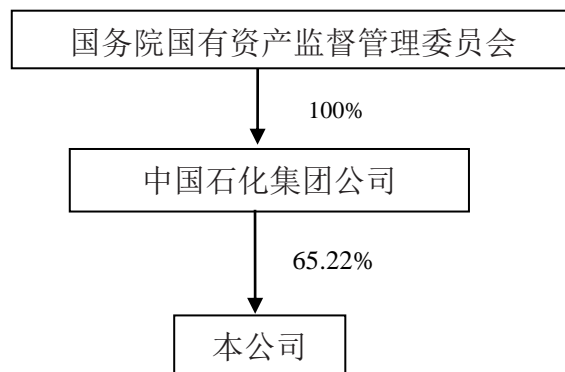 国务院国有资产监督管理委员会
100%
中国石化集团公司
65.22%
本公司